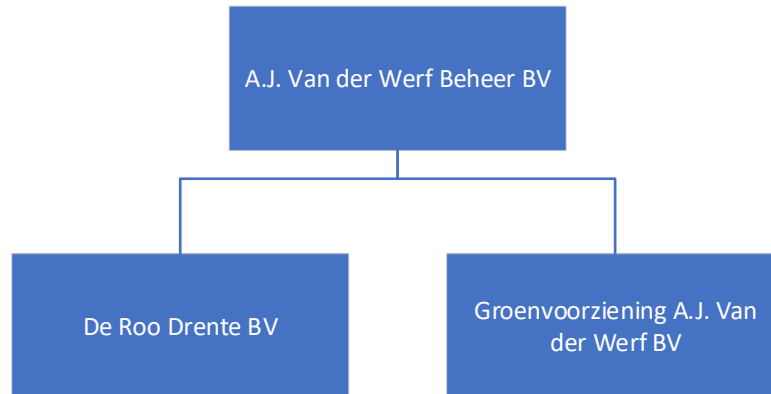 A.J. Van der Werf Beheer BV
De Roo Drente BV
Groenvoorziening A.J. Van
der Werf BV